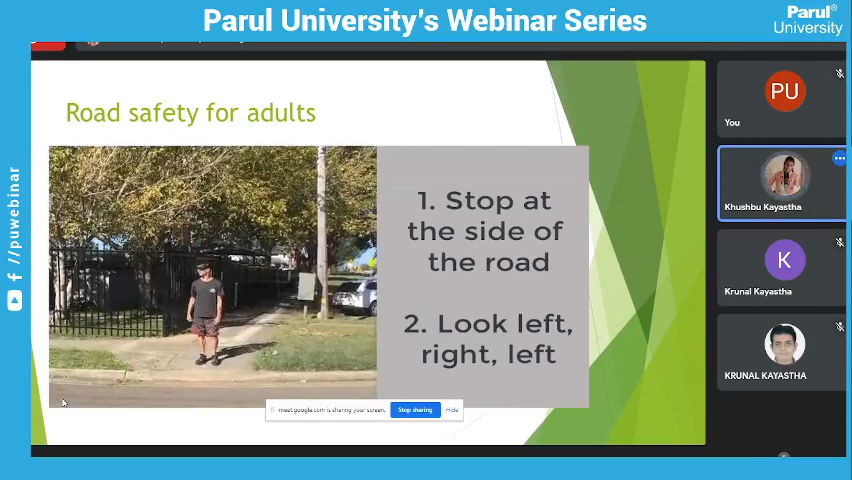 Parul University's Webinar Series
Parul®
University
//puwebinar
Road safety for adults
1. Stop at
the side of
the road
2. Look left,
right, left
meet.google.com is sharing your screen.
Stop sharing
Hide
PU
You
Khushbu Kayastha
K
Krunal Kayastha
KRUNAL KAYASTHA